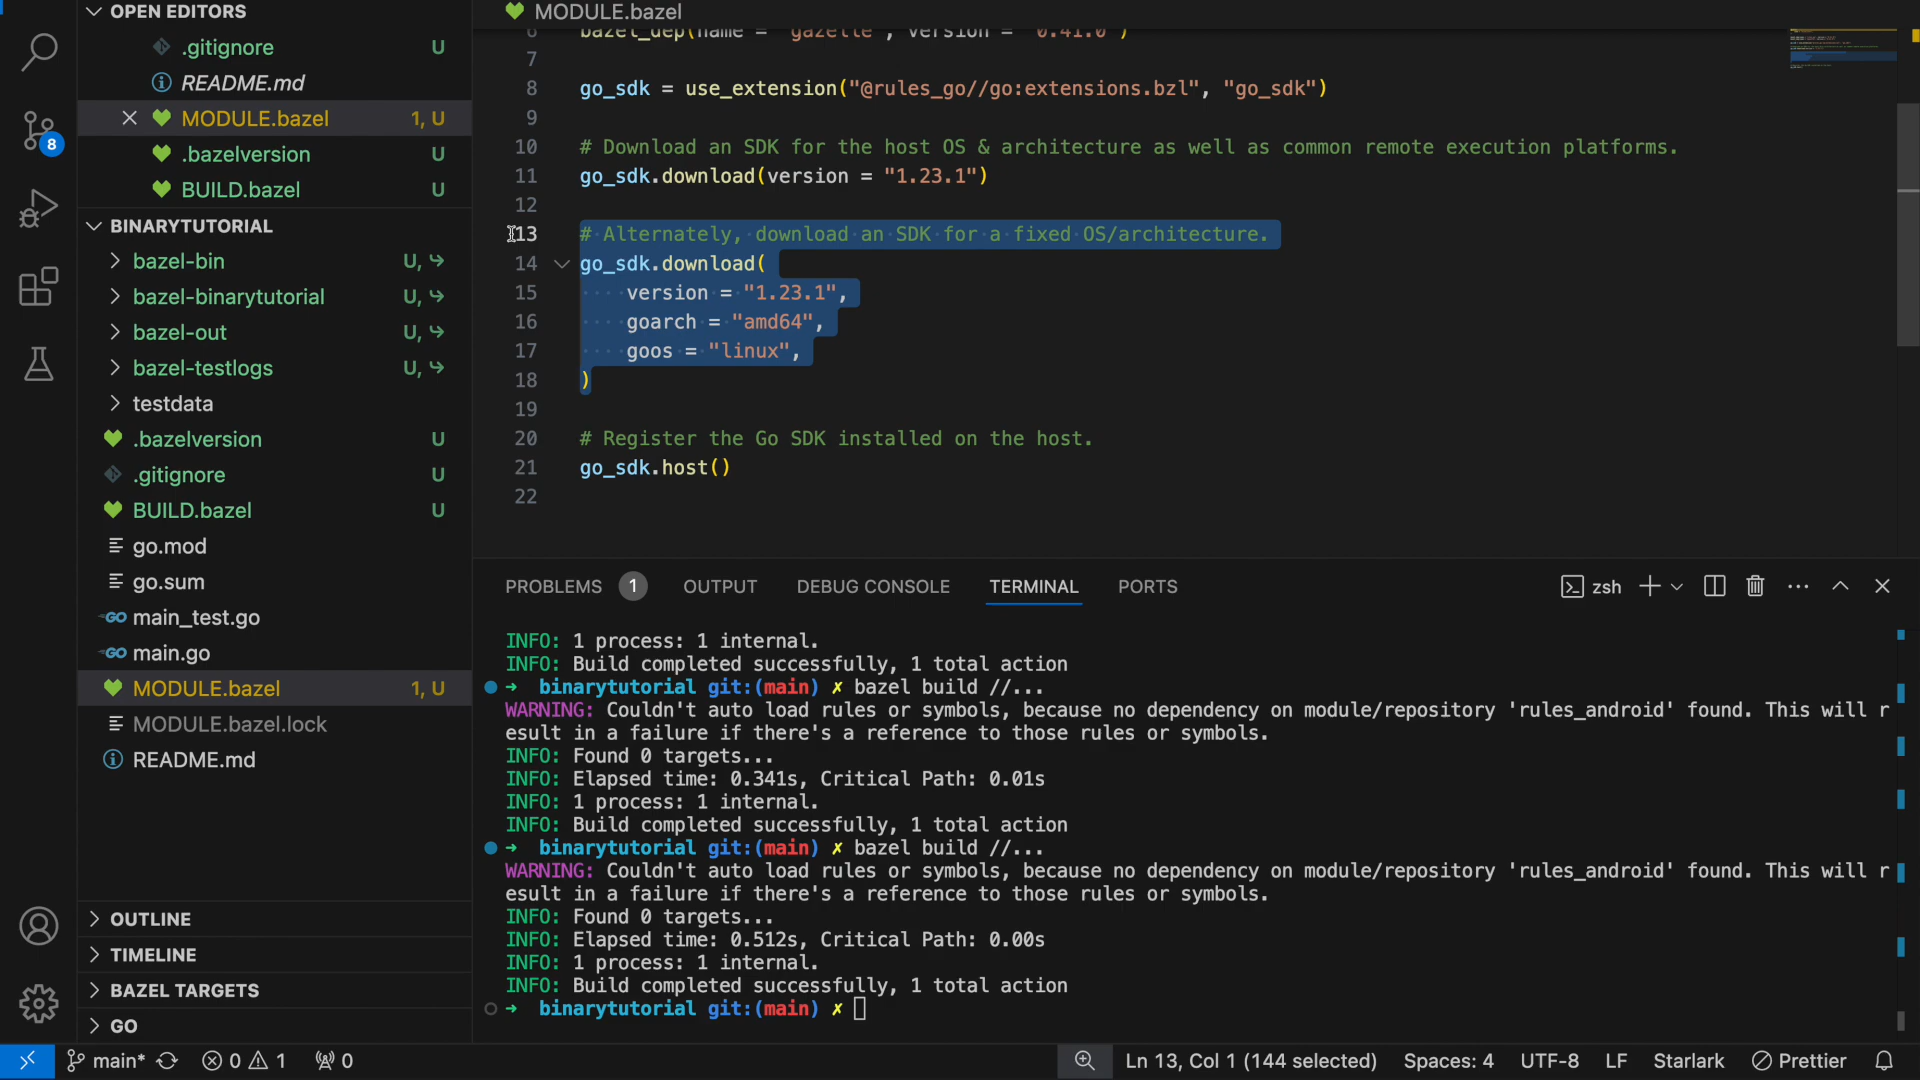 OPEN EDITORS
.gitignore U
README.md
MODULE.bazel 1, U
.bazelversion U
BUILD.bazel U
BINARYTUTORIAL
bazel-bin U,
bazel-binarytutorial U,
bazel-out U,
bazel-testlogs U,
testdata
.bazelversion U
.gitignore U
BUILD.bazel U
go.mod
go.sum
main_test.go
main.go
MODULE.bazel 1, U
MODULE.bazel.lock
README.md
OUTLINE
TIMELINE
BAZEL TARGETS
GO
8
MODULE.bazel
6 bazel_dep(name = "gazelle", version = "0.41.0")
7
8 go_sdk = use_extension("@rules_go//go:extensions.bzl", "go_sdk")
9
10 # Download an SDK for the host OS & architecture as well as common remote execution platforms.
11 go_sdk.download(version = "1.23.1")
12
13 # Alternately, download an SDK for a fixed OS/architecture.
14 go_sdk.download(
15 version = "1.23.1",
16 goarch = "amd64",
17 goos = "linux",
18 )
19
20 # Register the Go SDK installed on the host.
21 go_sdk.host()
22
PROBLEMS 1 OUTPUT DEBUG CONSOLE TERMINAL PORTS zsh
INFO: 1 process: 1 internal.
INFO: Build completed successfully, 1 total action
➜ binarytutorial git:(main) ✗ bazel build //...
WARNING: Couldn't auto load rules or symbols, because no dependency on module/repository 'rules_android' found. This will r
esult in a failure if there's a reference to those rules or symbols.
INFO: Found 0 targets...
INFO: Elapsed time: 0.341s, Critical Path: 0.01s
INFO: 1 process: 1 internal.
INFO: Build completed successfully, 1 total action
➜ binarytutorial git:(main) ✗ bazel build //...
WARNING: Couldn't auto load rules or symbols, because no dependency on module/repository 'rules_android' found. This will r
esult in a failure if there's a reference to those rules or symbols.
INFO: Found 0 targets...
INFO: Elapsed time: 0.512s, Critical Path: 0.00s
INFO: 1 process: 1 internal.
INFO: Build completed successfully, 1 total action
➜ binarytutorial git:(main) ✗
main* 0 1 0 Ln 13, Col 1 (144 selected) Spaces: 4 UTF-8 LF Starlark Prettier